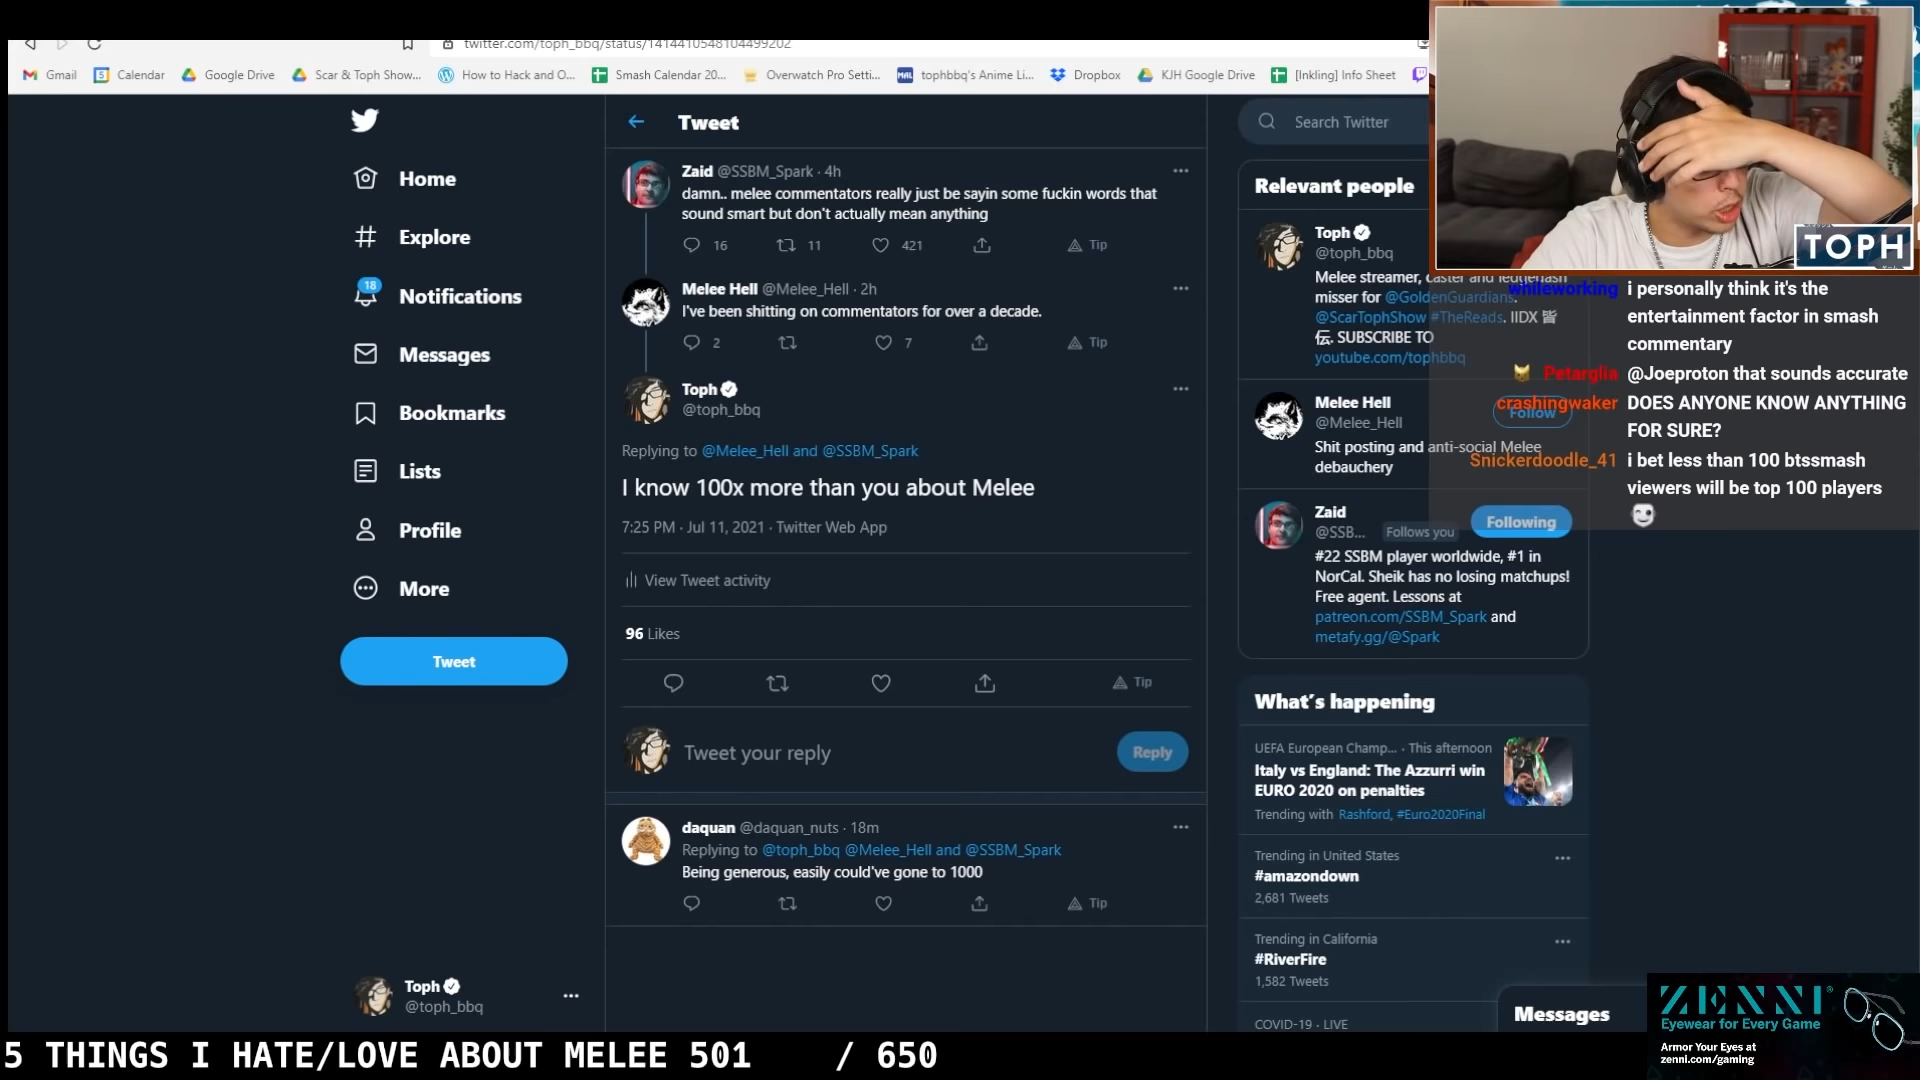 twitter.com/toph_bbq/status/1414410548104499202
Gmail
Calendar
Google Drive
Scar & Toph Show...
How to Hack and O...
Smash Calendar 20...
Overwatch Pro Setti...
tophbbq's Anime Li...
Dropbox
KJH Google Drive
[Inkling] Info Sheet
Home
Explore
18
Notifications
Messages
Bookmarks
Lists
Profile
More
Tweet
Toph
@toph_bbq
Tweet
Zaid @SSBM_Spark · 4h
damn.. melee commentators really just be sayin some fuckin words that
sound smart but don't actually mean anything
16 11 421 Tip
Melee Hell @Melee_Hell · 2h
I've been shitting on commentators for over a decade.
2 7 Tip
Toph
@toph_bbq
Replying to @Melee_Hell and @SSBM_Spark
I know 100x more than you about Melee
7:25 PM · Jul 11, 2021 · Twitter Web App
View Tweet activity
96 Likes
Tip
Tweet your reply
Reply
daquan @daquan_nuts · 18m
Replying to @toph_bbq @Melee_Hell and @SSBM_Spark
Being generous, easily could've gone to 1000
Tip
Search Twitter
Relevant people
Toph
@toph_bbq
Melee streamer, caster and ledgedash
misser for @GoldenGuardians.
@ScarTophShow #TheReads. IIDX 皆
伝. SUBSCRIBE TO
youtube.com/tophbbq
Melee Hell
@Melee_Hell
Follow
Shit posting and anti-social Melee
debauchery
Zaid
@SSB... Follows you
Following
#22 SSBM player worldwide, #1 in
NorCal. Sheik has no losing matchups!
Free agent. Lessons at
patreon.com/SSBM_Spark and
metafy.gg/@Spark
What's happening
UEFA European Champ... · This afternoon
Italy vs England: The Azzurri win
EURO 2020 on penalties
Trending with Rashford, #Euro2020Final
Trending in United States
#amazondown
2,681 Tweets
Trending in California
#RiverFire
1,582 Tweets
COVID-19 · LIVE
Messages
TOPH
whileworking i personally think it's the
entertainment factor in smash
commentary
Petarglia @Joeproton that sounds accurate
crashingwaker DOES ANYONE KNOW ANYTHING
FOR SURE?
Snickerdoodle_41 i bet less than 100 btssmash
viewers will be top 100 players
ZENNI®
Eyewear for Every Game
Armor Your Eyes at
zenni.com/gaming
5 THINGS I HATE/LOVE ABOUT MELEE 501 / 650